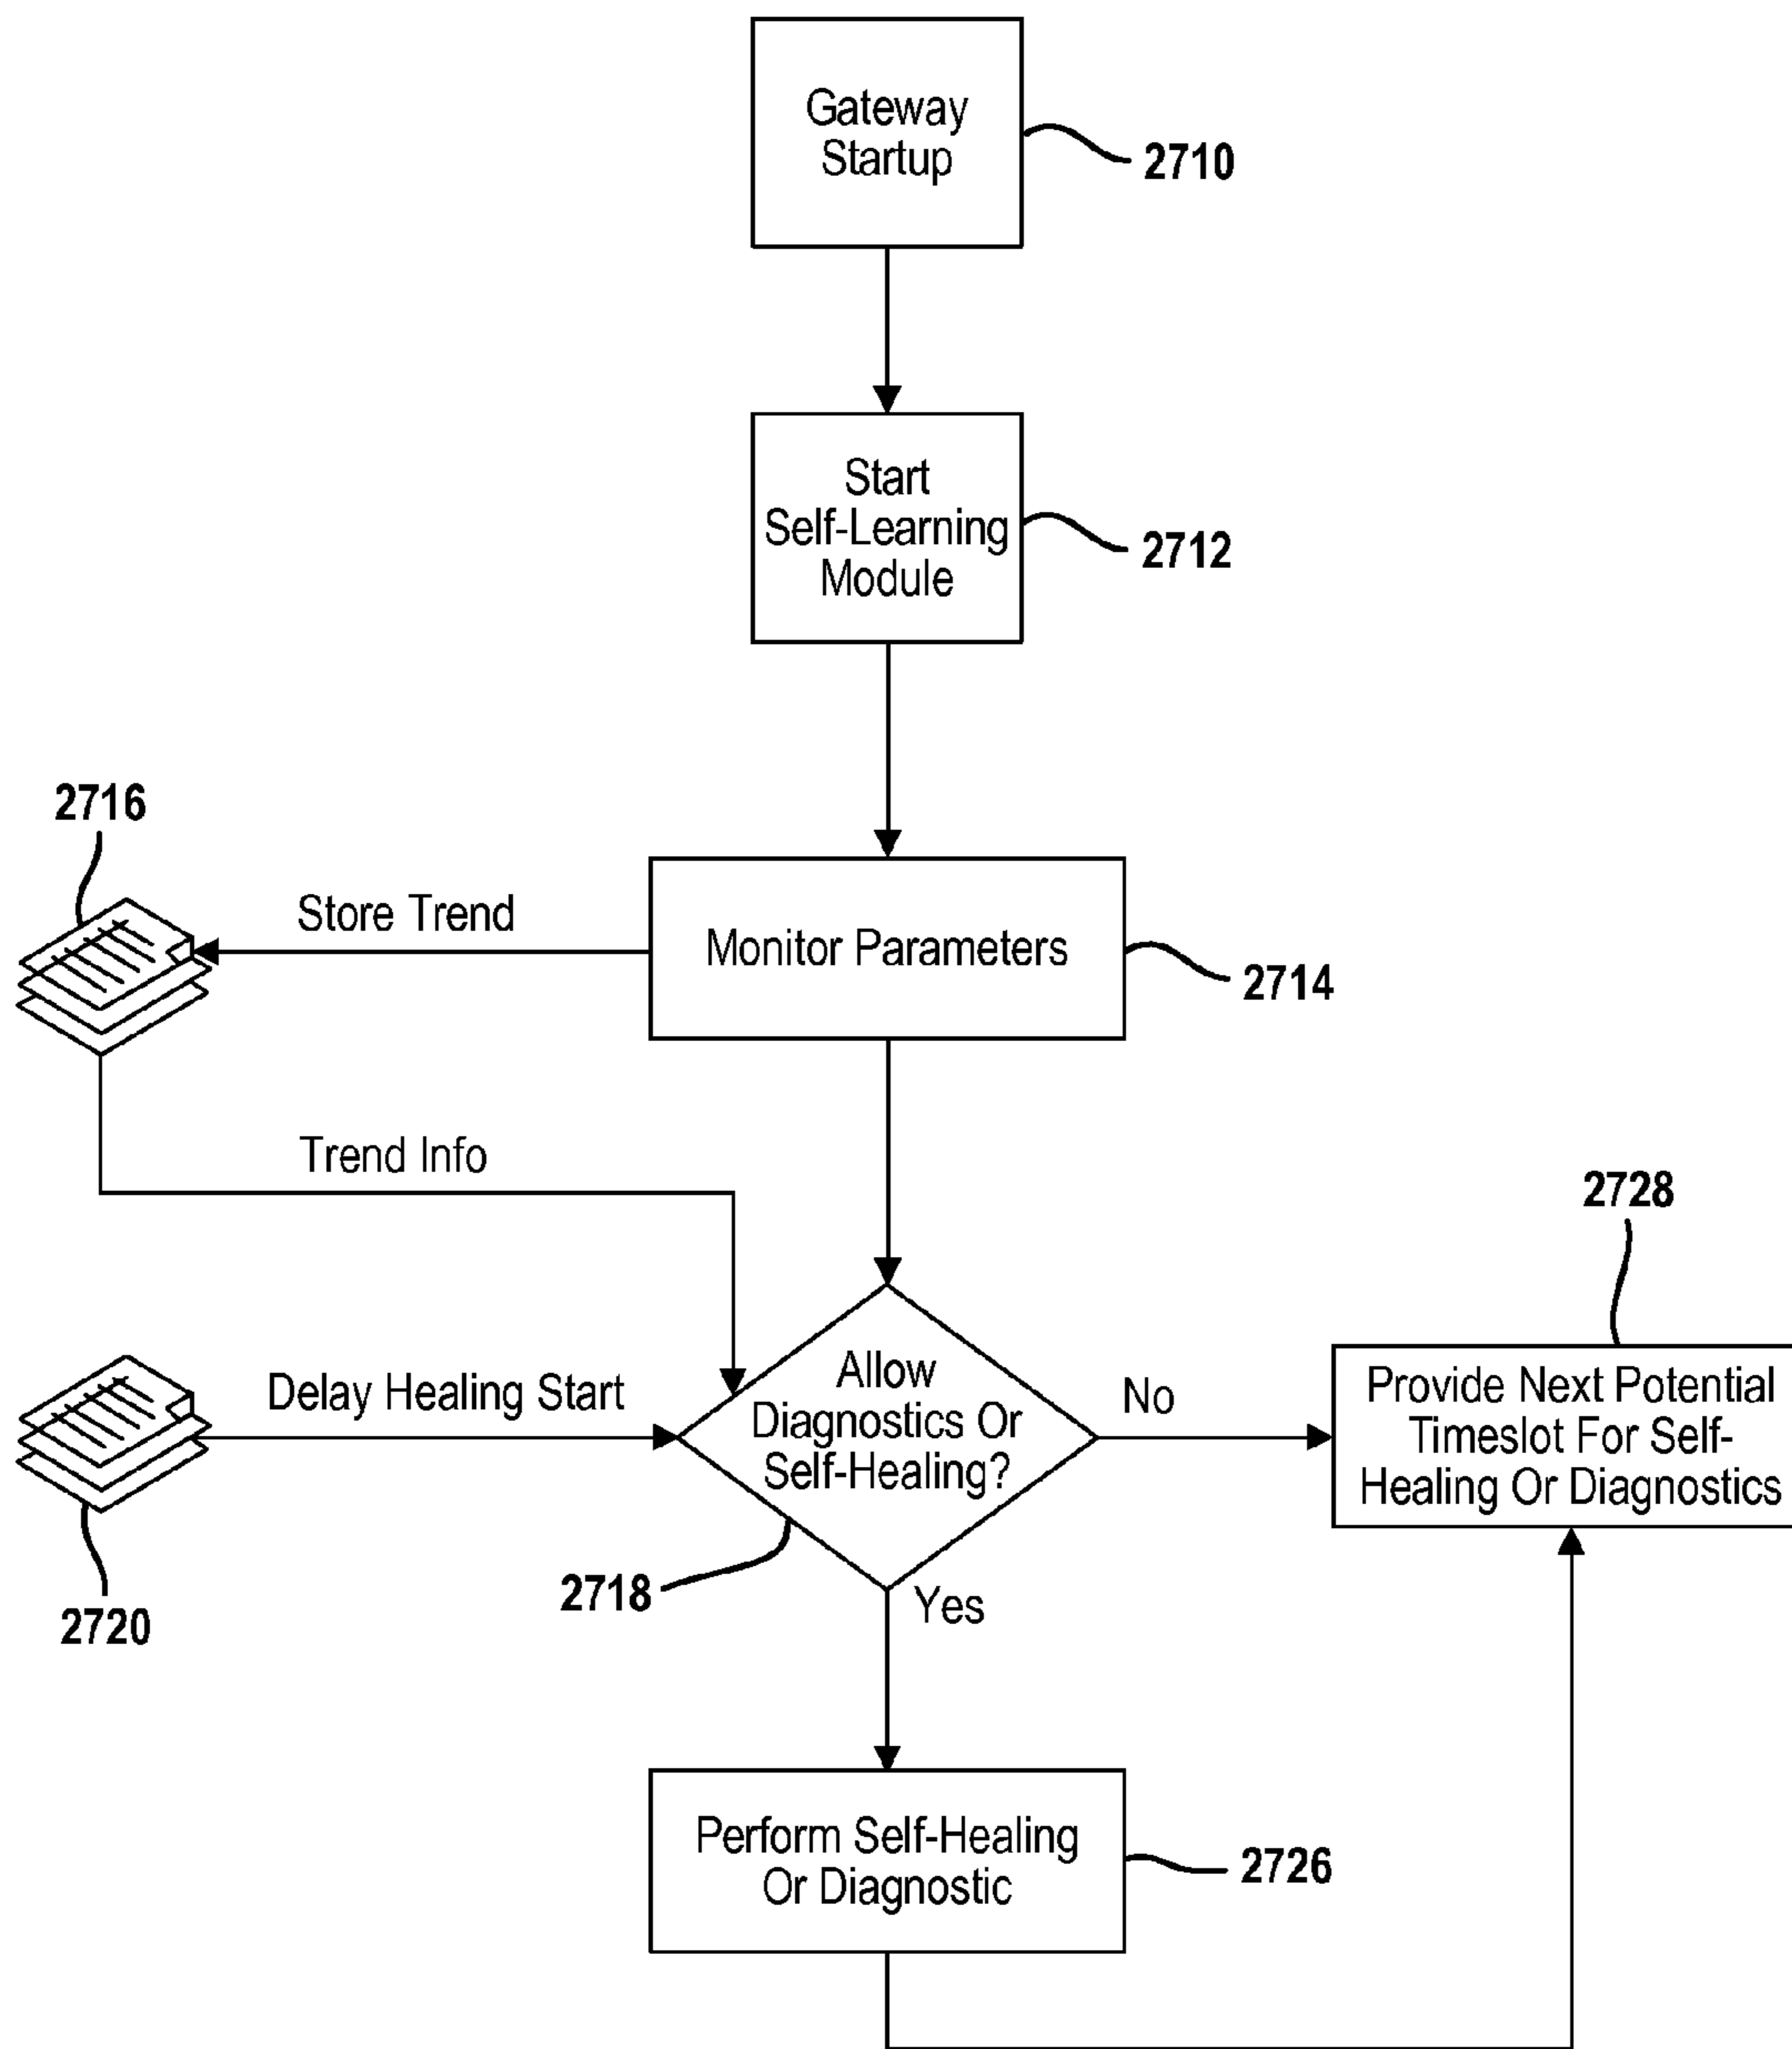 Gateway
Startup
2710
Start
Self-Learning
Module
2712
2716
Store Trend
Monitor Parameters
2714
Trend Info
2728
Delay Healing Start
Allow
Diagnostics Or
Self-Healing?
No
Provide Next Potential
Timeslot For Self-
Healing Or Diagnostics
2718
2720
Yes
Perform Self-Healing
Or Diagnostic
2726